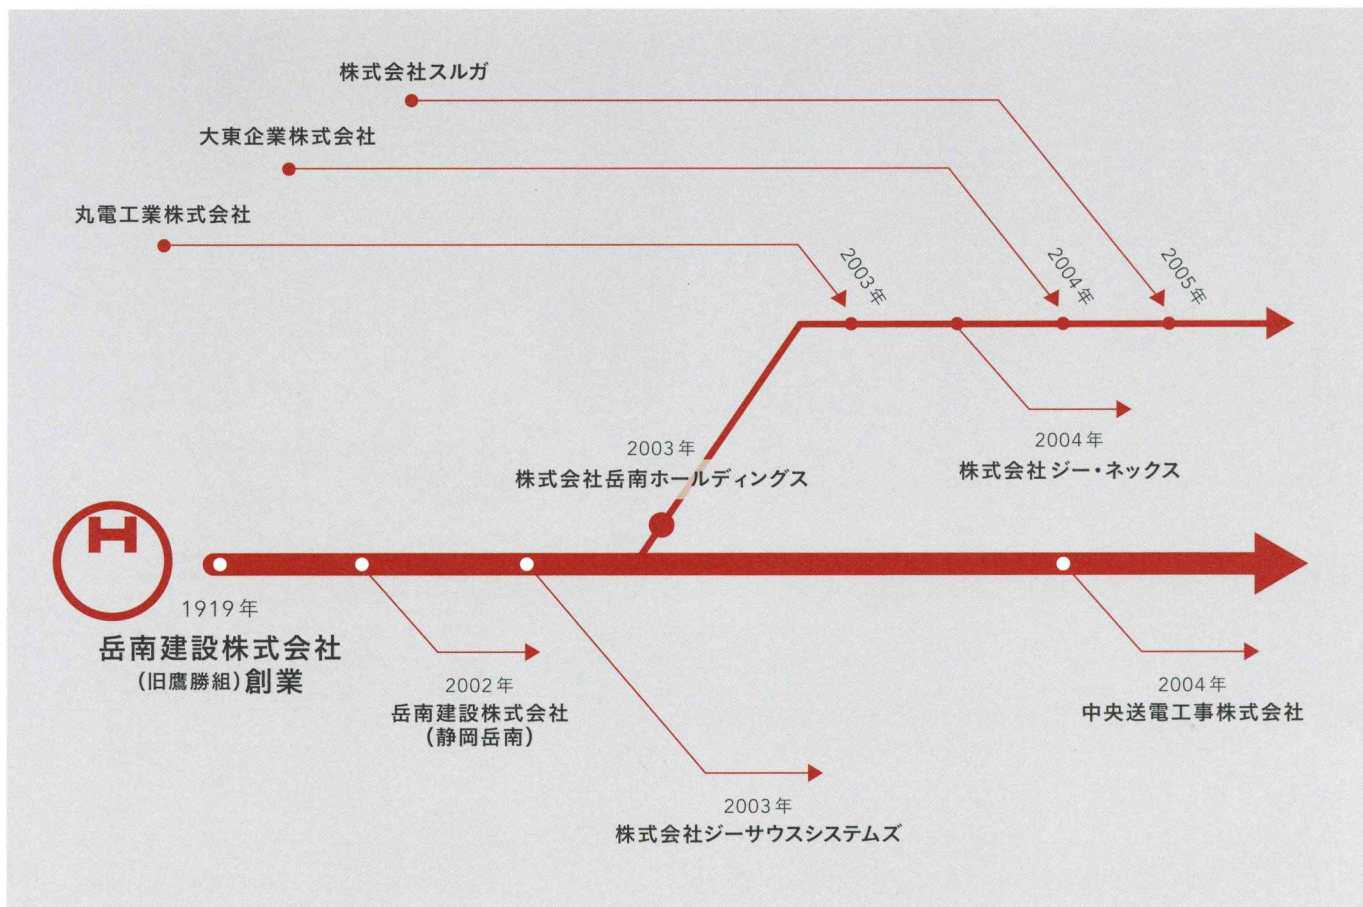 株式会社スルガ
大東企業株式会社
丸電工業株式会社
2003年
2004年
2005年
2004年
株式会社ジー・ネックス
2003年
株式会社岳南ホールディングス
1919年
岳南建設株式会社
(旧鷹勝組)創業
2002年
岳南建設株式会社
(静岡岳南)
2003年
株式会社ジーサウスシステムズ
2004年
中央送電工事株式会社